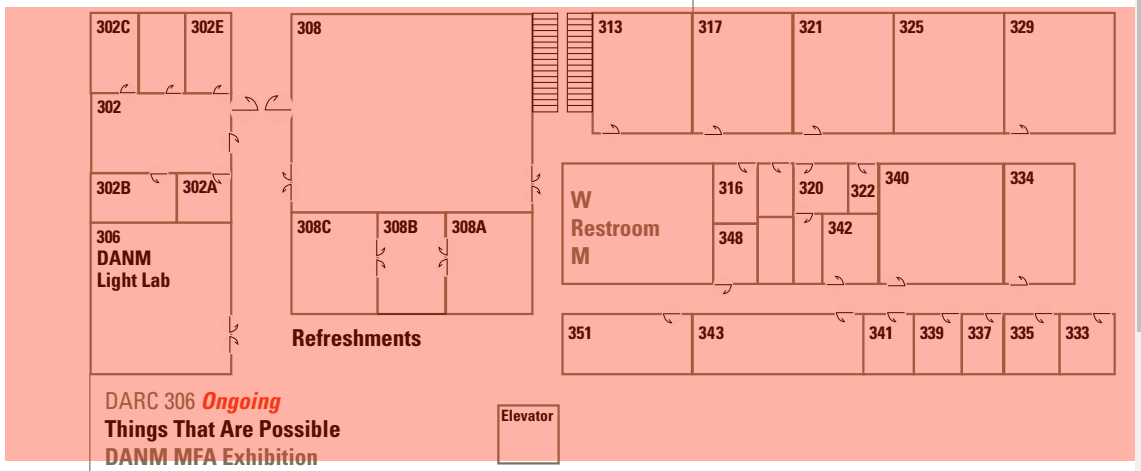 302C
302E
308
313
317
321
325
329
302
302B
302A
316
320
322
340
334
W
Restroom
M
306
DANM
Light Lab
308C
308B
308A
348
342
Refreshments
351
343
341
339
337
335
333
DARC 306 Ongoing
Things That Are Possible
DANM MFA Exhibition
Elevator